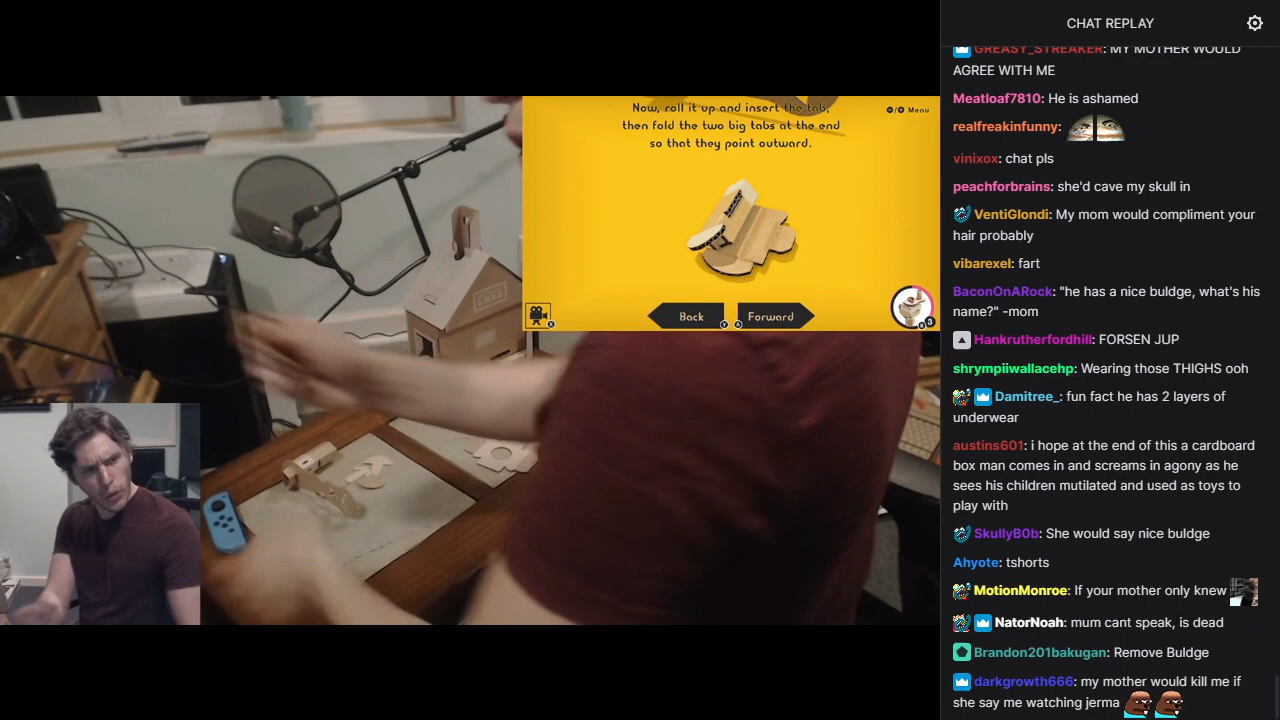 CHAT REPLAY
GREASY_STREAKER: MY MOTHER WOULD
AGREE WITH ME
Meatloaf7810: He is ashamed
realfreakinfunny:
vinixox: chat pls
peachforbrains: she'd cave my skull in
VentiGlondi: My mom would compliment your
hair probably
vibarexel: fart
BaconOnARock: "he has a nice buldge, what's his
name?" -mom
Hankrutherfordhill: FORSEN JUP
shrympiiwallacehp: Wearing those THIGHS ooh
Damitree_: fun fact he has 2 layers of
underwear
austins601: i hope at the end of this a cardboard
box man comes in and screams in agony as he
sees his children mutilated and used as toys to
play with
SkullyB0b: She would say nice buldge
Ahyote: tshorts
MotionMonroe: If your mother only knew
NatorNoah: mum cant speak, is dead
Brandon201bakugan: Remove Buldge
darkgrowth666: my mother would kill me if
she say me watching jerma
Now, roll it up and insert the tab,
then fold the two big tabs at the end
so that they point outward.
Menu
Back
Forward
X
Y
A
3
LABO